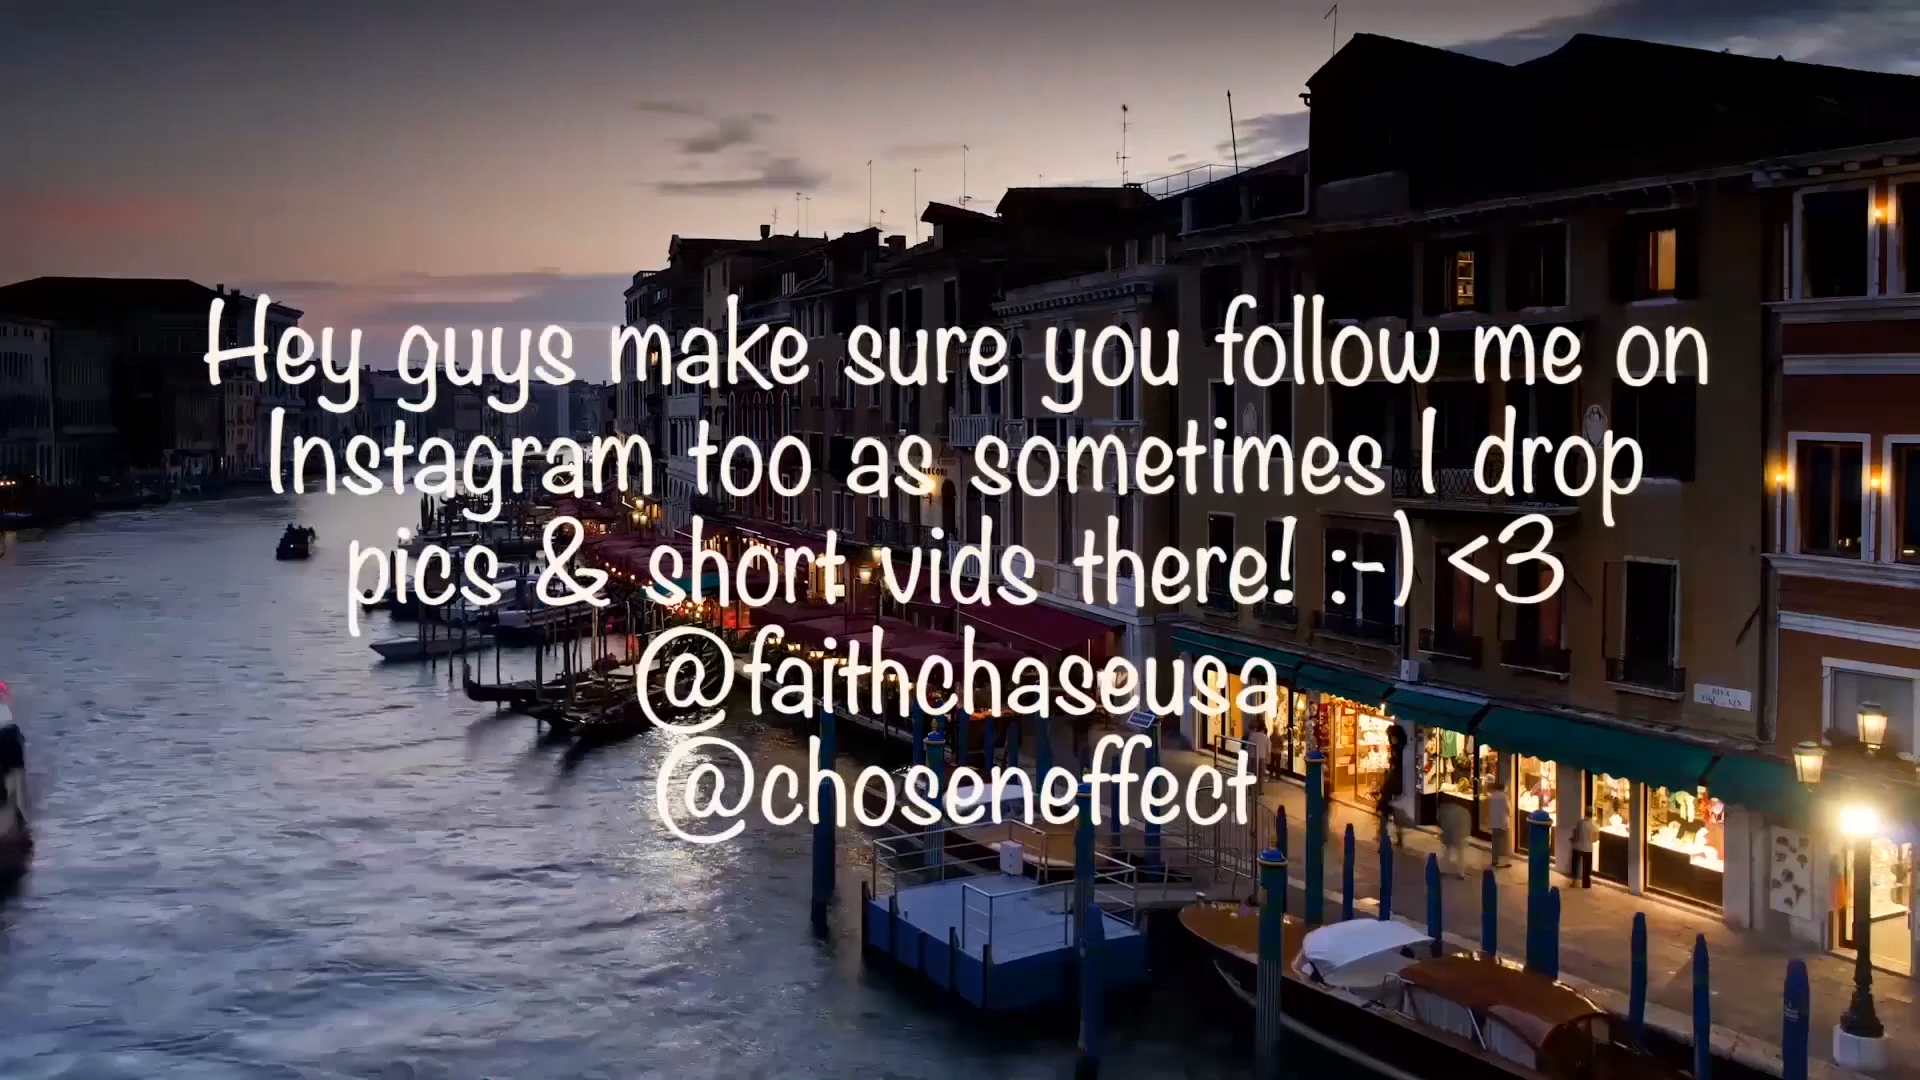 Hey guys make sure you follow me on
Instagram too as sometimes I drop
pics & short vids there! :-) <3
@faithchaseusa
@choseneffect